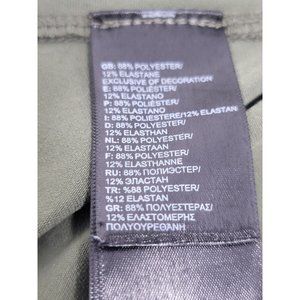 GB: 88% POLYESTER/
12% ELASTANE
EXCLUSIVE OF DECORATION
E: 88% POLIÉSTER/
12% ELASTANO
P: 88% POLIÉSTER/
12% ELASTANO
I: 88% POLIESTERE/12% ELASTAN
D: 88% POLYESTER/
12% ELASTHAN
NL: 88% POLYESTER/
12% ELASTAAN
F: 88% POLYESTER/
12% ELASTHANNE
RU: 88% ПОЛИЭСТЕР/
12% ЭЛАСТАН
TR: %88 POLYESTER/
%12 ELASTAN
GR: 88% ΠΟΛΥΕΣΤΕΡΑΣ/
12% ΕΛΑΣΤΟΜΕΡΗΣ
ΠΟΛΥΟΥΡΕΘΑΝΗ